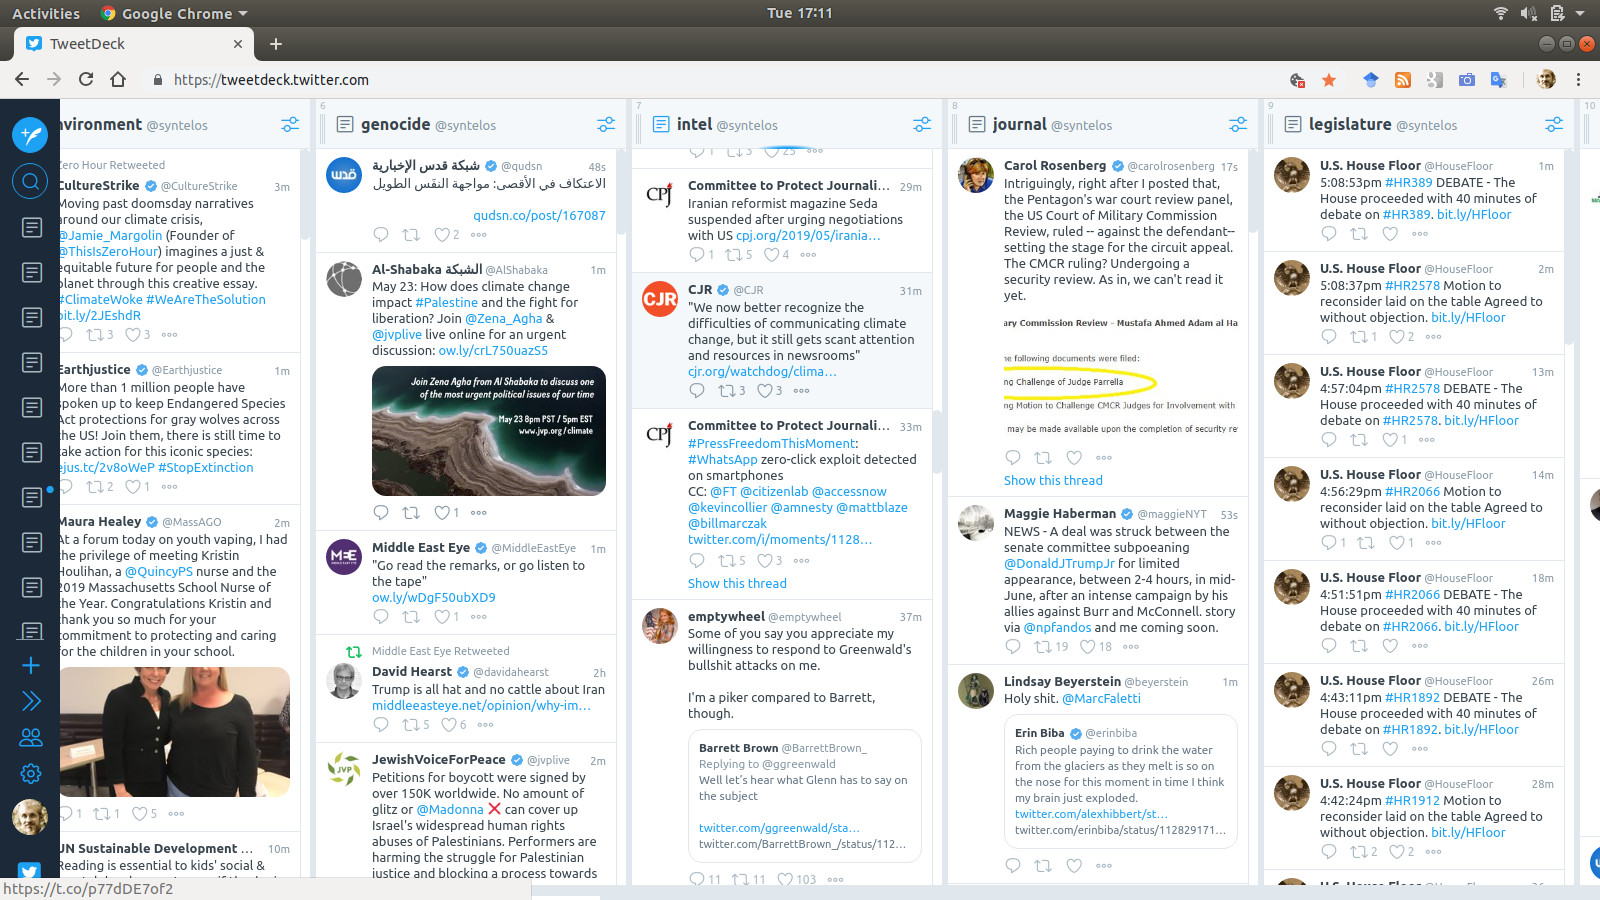 Activities
Google Chrome
Tue 17:11
TweetDeck
https://tweetdeck.twitter.com
nvironment @syntelos
Zero Hour Retweeted
CultureStrike @CultureStrike 3m
Moving past doomsday narratives
around our climate crisis,
@Jamie_Margolin (Founder of
@ThisIsZeroHour) imagines a just &
equitable future for people and the
planet through this creative essay.
#ClimateWoke #WeAreTheSolution
bit.ly/2JEshdR
3 3
Earthjustice @Earthjustice 1m
More than 1 million people have
spoken up to keep Endangered Species
Act protections for gray wolves across
the US! Join them, there is still time to
take action for this iconic species:
ejus.tc/2v8oWeP #StopExtinction
2 1
Maura Healey @MassAGO 2m
At a forum today on youth vaping, I had
the privilege of meeting Kristin
Houlihan, a @QuincyPS nurse and the
2019 Massachusetts School Nurse of
the Year. Congratulations Kristin and
thank you so much for your
commitment to protecting and caring
for the children in your school.
1 1 5
UN Sustainable Development ... 10m
Reading is essential to kids' social &
https://t.co/p77dDE7of2
6
genocide @syntelos
شبكة قدس الإخبارية @qudsn 48s
الاعتكاف في الأقصى: مواجهة النقس الطويل
qudsn.co/post/167087
2
Al-Shabaka الشبكة @AlShabaka 1m
May 23: How does climate change
impact #Palestine and the fight for
liberation? Join @Zena_Agha &
@jvplive live online for an urgent
discussion: ow.ly/crL750uazS5
Join Zena Agha from Al Shabaka to discuss one
of the most urgent political issues of our time
May 23 8pm PST / 5pm EST
www.jvp.org/climate
1
MEE
Middle East Eye @MiddleEastEye 1m
"Go read the remarks, or go listen to
the tape"
ow.ly/wDgF50ubXD9
1
Middle East Eye Retweeted
David Hearst @davidahearst 2h
Trump is all hat and no cattle about Iran
middleeasteye.net/opinion/why-im...
5 6
JVP
JewishVoiceForPeace @jvplive 2m
Petitions for boycott were signed by
over 150K worldwide. No amount of
glitz or @Madonna ❌ can cover up
Israel's widespread human rights
abuses of Palestinians. Performers are
harming the struggle for Palestinian
justice and blocking a process towards
7
intel @syntelos
1 3 23
CPJ
Committee to Protect Journali... 29m
Iranian reformist magazine Seda
suspended after urging negotiations
with US cpj.org/2019/05/irania...
1 5 4
CJR
CJR @CJR 31m
"We now better recognize the
difficulties of communicating climate
change, but it still gets scant attention
and resources in newsrooms"
cjr.org/watchdog/clima...
3 3
CPJ
Committee to Protect Journali... 33m
#PressFreedomThisMoment:
#WhatsApp zero-click exploit detected
on smartphones
CC: @FT @citizenlab @accessnow
@kevincollier @amnesty @mattblaze
@billmarczak
twitter.com/i/moments/1128...
5 3
Show this thread
emptywheel @emptywheel 37m
Some of you say you appreciate my
willingness to respond to Greenwald's
bullshit attacks on me.
I'm a piker compared to Barrett,
though.
Barrett Brown @BarrettBrown_
Replying to @ggreenwald
Well let's hear what Glenn has to say on
the subject
twitter.com/ggreenwald/sta...
twitter.com/BarrettBrown_/status/112...
11 11 103
8
journal @syntelos
Carol Rosenberg @carolrosenberg 17s
Intriguingly, right after I posted that,
the Pentagon's war court review panel,
the US Court of Military Commission
Review, ruled -- against the defendant--
setting the stage for the circuit appeal.
The CMCR ruling? Undergoing a
security review. As in, we can't read it
yet.
ary Commission Review - Mustafa Ahmed Adam al Ha
ne following documents were filed:
ng Challenge of Judge Parrella
ng Motion to Challenge CMCR Judges for Involvement with
may be made available upon the completion of security re
Show this thread
Maggie Haberman @maggieNYT 53s
NEWS - A deal was struck between the
senate committee subpoeaning
@DonaldJTrumpJr for limited
appearance, between 2-4 hours, in mid-
June, after an intense campaign by his
allies against Burr and McConnell. story
via @npfandos and me coming soon.
19 18
Lindsay Beyerstein @beyerstein 1m
Holy shit. @MarcFaletti
Erin Biba @erinbiba
Rich people paying to drink the water
from the glaciers as they melt is so on
the nose for this moment in time I think
my brain just exploded.
twitter.com/alexhibbert/st...
twitter.com/erinbiba/status/112829171...
9
legislature @syntelos
U.S. House Floor @HouseFloor 1m
5:08:53pm #HR389 DEBATE - The
House proceeded with 40 minutes of
debate on #HR389. bit.ly/HFloor
U.S. House Floor @HouseFloor 2m
5:08:37pm #HR2578 Motion to
reconsider laid on the table Agreed to
without objection. bit.ly/HFloor
1 2
U.S. House Floor @HouseFloor 13m
4:57:04pm #HR2578 DEBATE - The
House proceeded with 40 minutes of
debate on #HR2578. bit.ly/HFloor
1
U.S. House Floor @HouseFloor 14m
4:56:29pm #HR2066 Motion to
reconsider laid on the table Agreed to
without objection. bit.ly/HFloor
1 1
U.S. House Floor @HouseFloor 18m
4:51:51pm #HR2066 DEBATE - The
House proceeded with 40 minutes of
debate on #HR2066. bit.ly/HFloor
U.S. House Floor @HouseFloor 26m
4:43:11pm #HR1892 DEBATE - The
House proceeded with 40 minutes of
debate on #HR1892. bit.ly/HFloor
U.S. House Floor @HouseFloor 28m
4:42:24pm #HR1912 Motion to
reconsider laid on the table Agreed to
without objection. bit.ly/HFloor
2 2
10